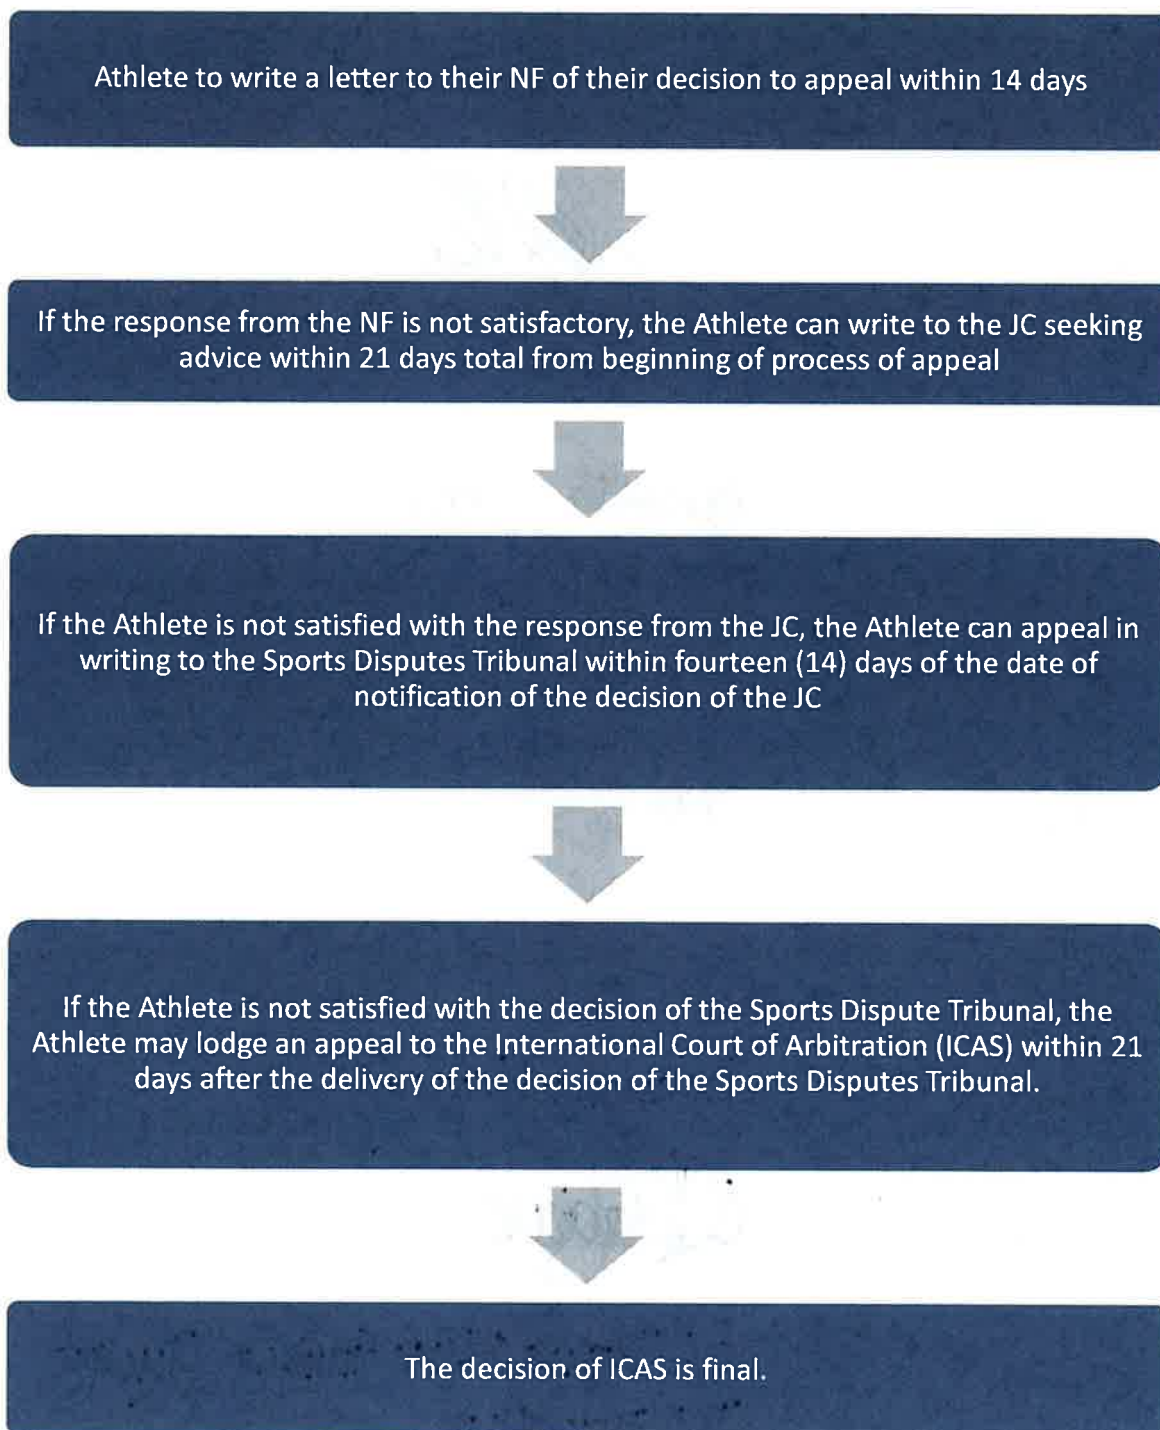 Athlete to write a letter to their NF of their decision to appeal within 14 days
If the response from the NF is not satisfactory, the Athlete can write to the JC seeking
advice within 21 days total from beginning of process of appeal
If the Athlete is not satisfied with the response from the JC, the Athlete can appeal in
writing to the Sports Disputes Tribunal within fourteen (14) days of the date of
notification of the decision of the JC
If the Athlete is not satisfied with the decision of the Sports Dispute Tribunal, the
Athlete may lodge an appeal to the International Court of Arbitration (ICAS) within 21
days after the delivery of the decision of the Sports Disputes Tribunal.
The decision of ICAS is final.